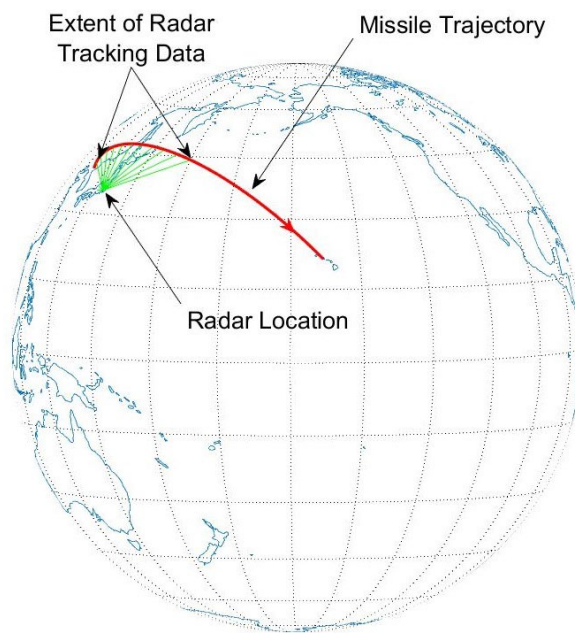 Extent of Radar
Tracking Data
Missile Trajectory
Radar Location